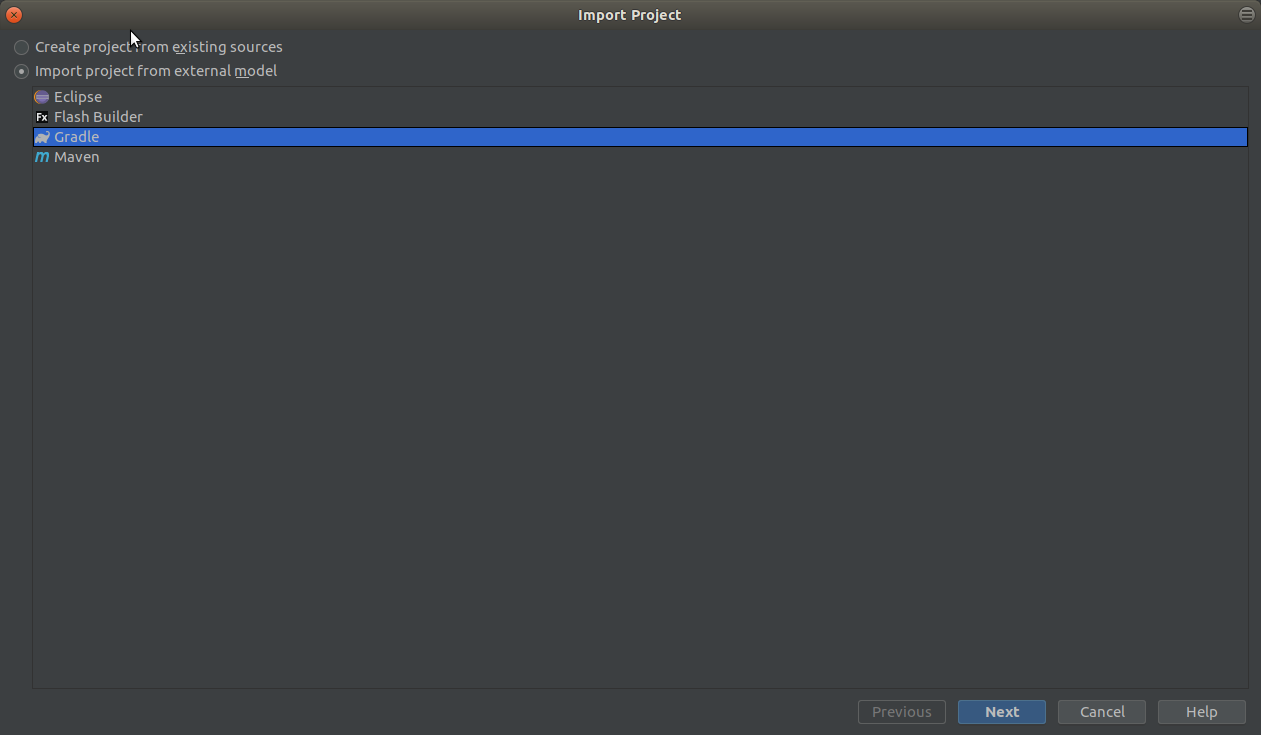 Import Project
Create project from existing sources
Import project from external model
Eclipse
Fx Flash Builder
Gradle
m Maven
Previous Next Cancel Help